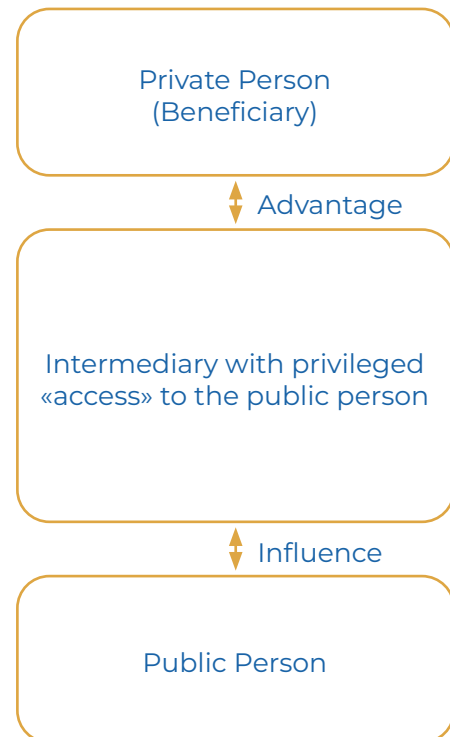 Private Person
(Beneficiary)
Advantage
Intermediary with privileged
«access» to the public person
Influence
Public Person